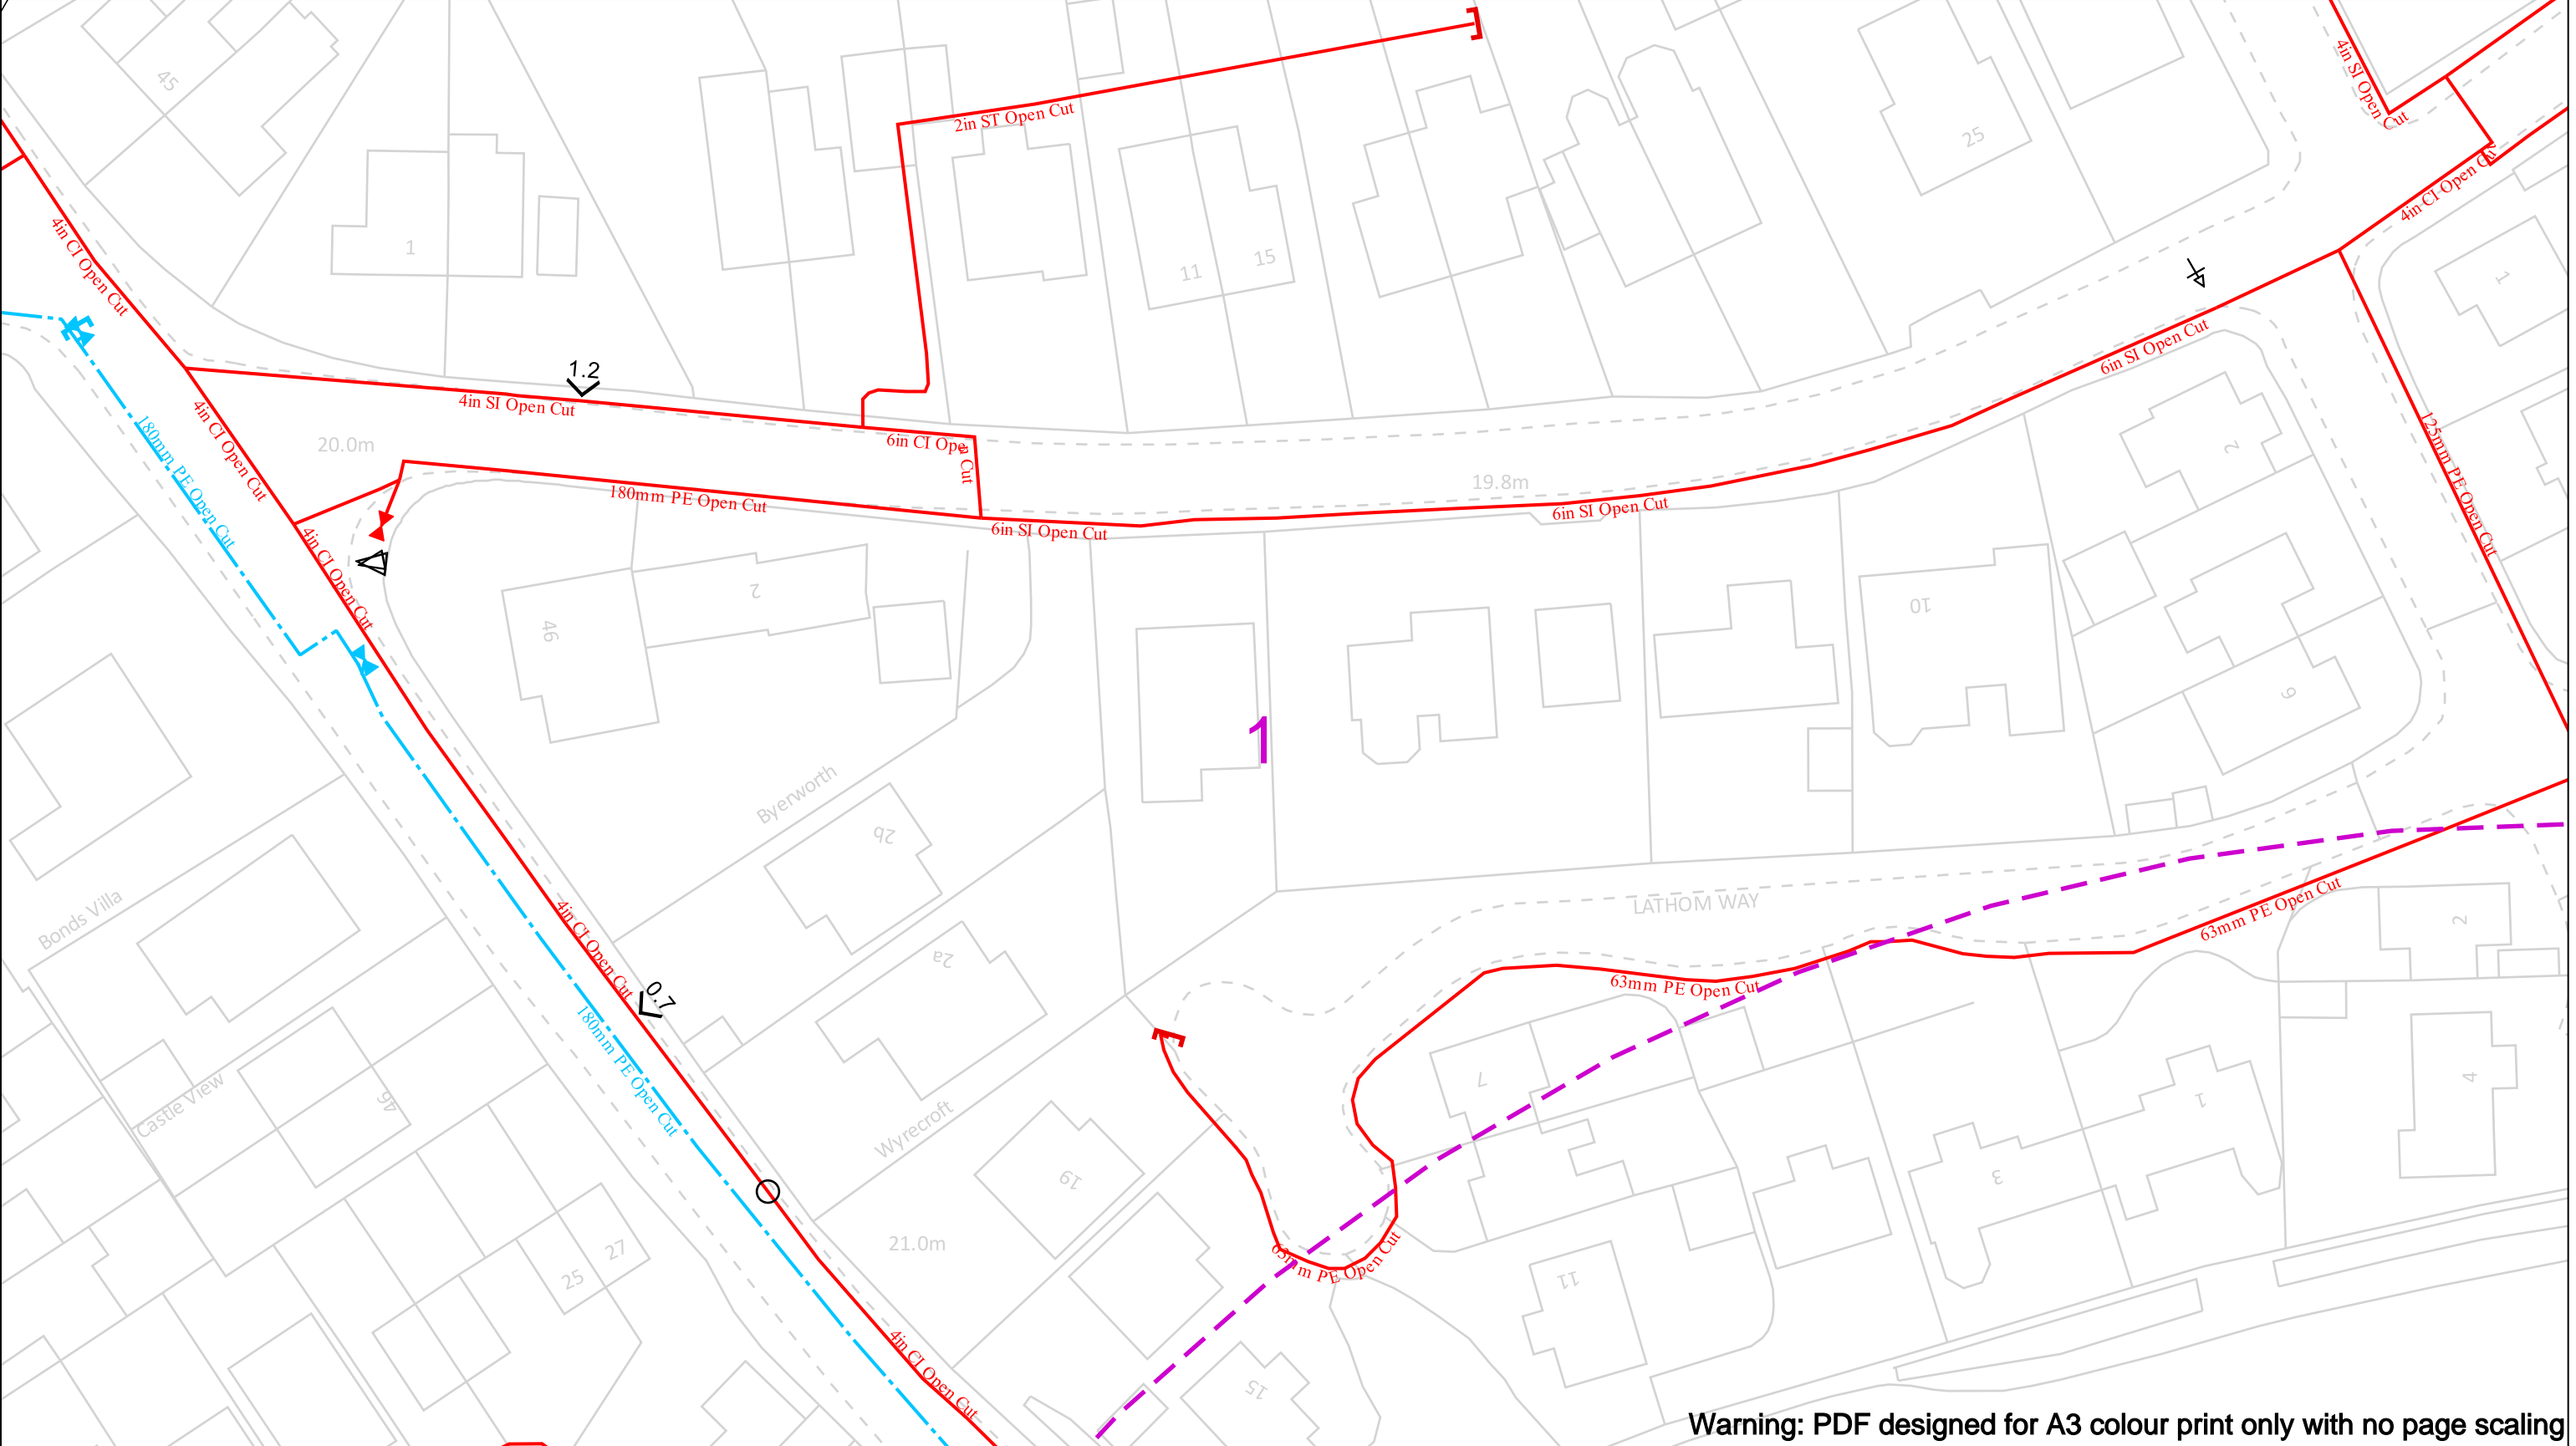 45
4in SI Open Cut
2in ST Open Cut
25
4in CI Open Cut
4in CI Open Cu
1
11
15
1
1.2
4in SI Open Cut
6in CI Open Cut
20.0m
4in CI Open Cut
180mm PE Open Cut
180mm PE Open Cut
6in SI Open Cut
19.8m
6in SI Open Cut
6in SI Open Cut
125mm PE Open Cut
4in CI Open Cut
46
2
10
2
9
1
Byerworth
2b
Bonds Villa
4in CI Open Cut
2a
LATHOM WAY
63mm PE Open Cut
2
0.7
180mm PE Open Cut
63mm PE Open Cut
Castle View
46
Wyrecroft
19
7
1
4
3
21.0m
27
25
63mm PE Open Cut
11
15
4in CI Open Cut
Warning: PDF designed for A3 colour print only with no page scaling